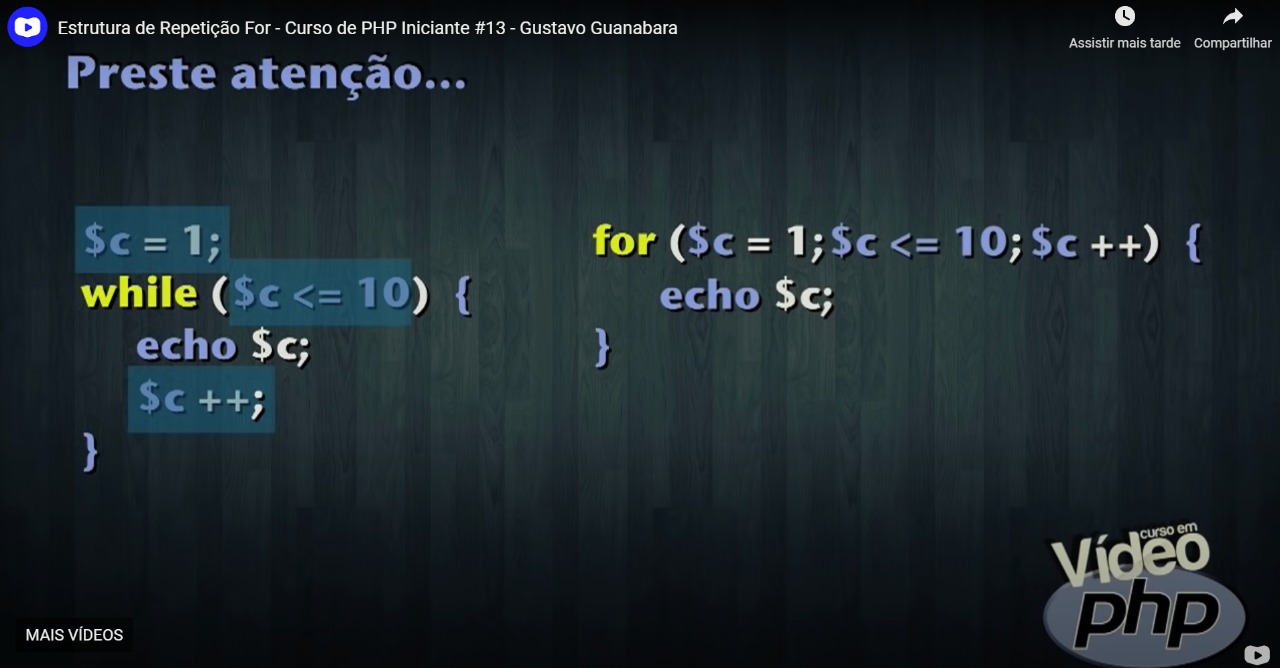 Estrutura de Repetição For - Curso de PHP Iniciante #13 - Gustavo Guanabara
Assistir mais tarde
Compartilhar
Preste atenção...
$c = 1;
while ($c <= 10) {
echo $c;
$c ++;
}
for ($c = 1;$c <= 10;$c ++) {
echo $c;
}
curso em
Vídeo
php
MAIS VÍDEOS